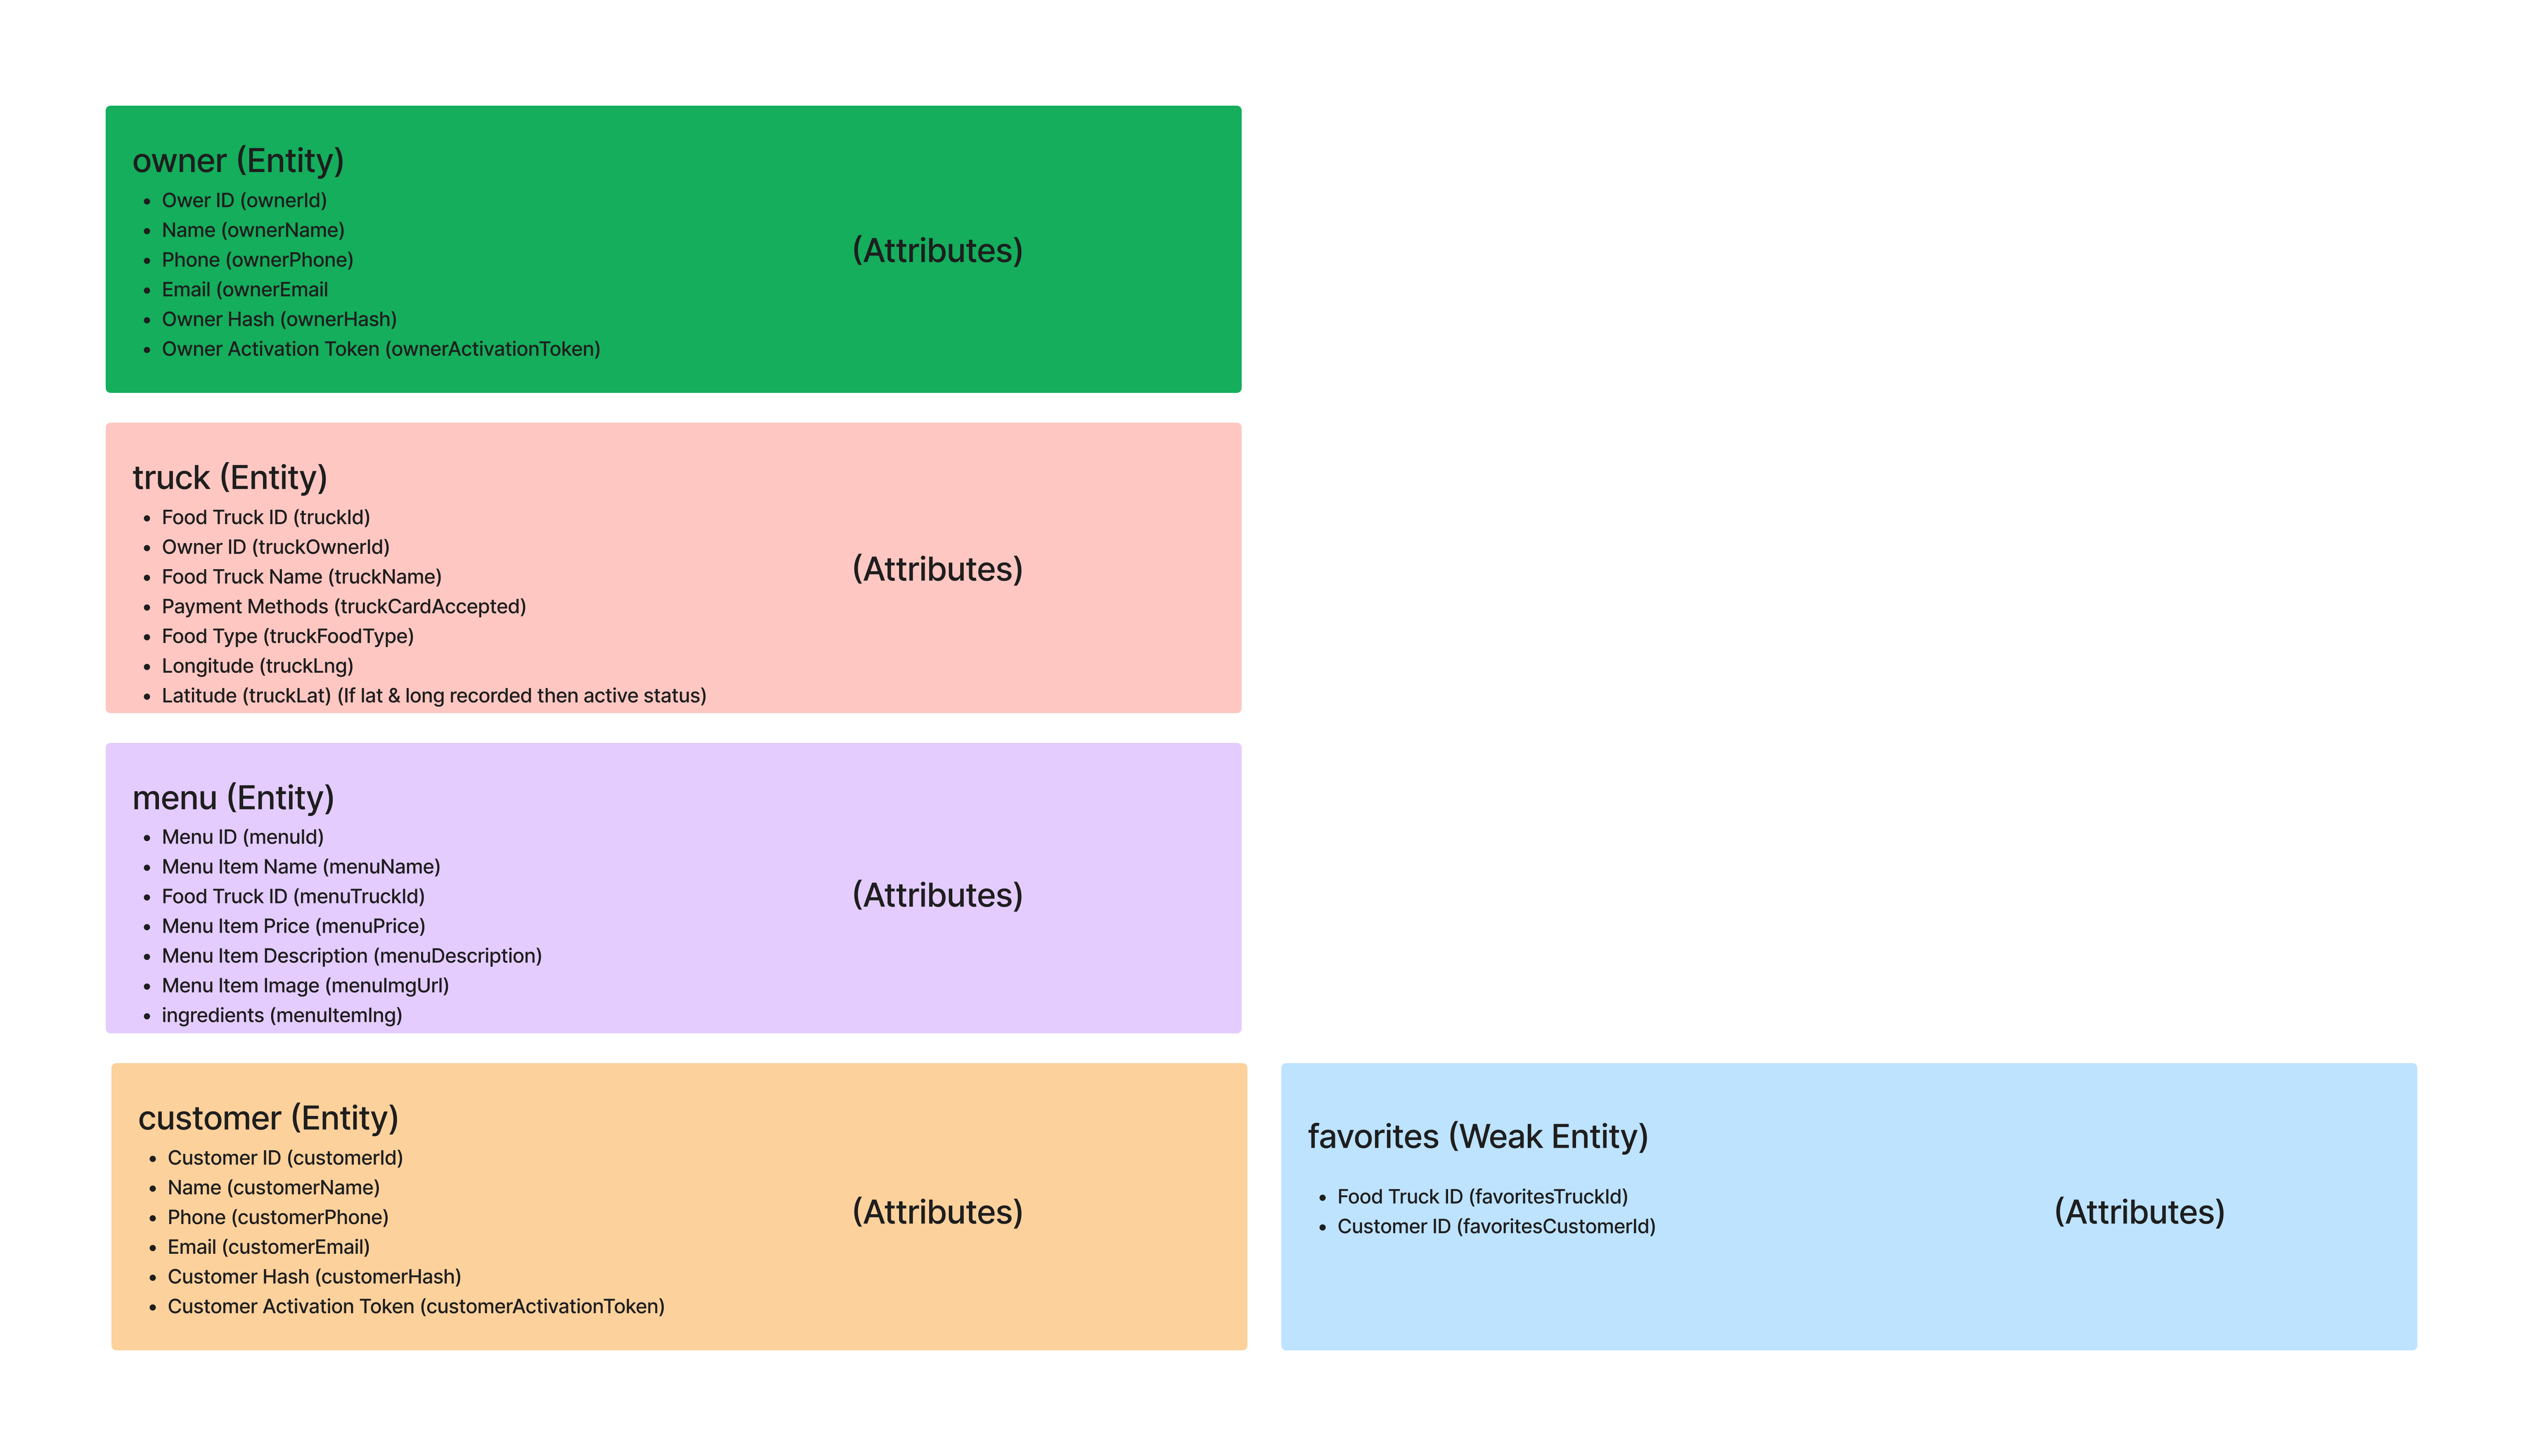 owner (Entity)
• Ower ID (ownerId)
• Name (ownerName)
• Phone (ownerPhone)
• Email (ownerEmail
• Owner Hash (ownerHash)
• Owner Activation Token (ownerActivationToken)
(Attributes)
truck (Entity)
• Food Truck ID (truckId)
• Owner ID (truckOwnerId)
• Food Truck Name (truckName)
• Payment Methods (truckCardAccepted)
• Food Type (truckFoodType)
• Longitude (truckLng)
• Latitude (truckLat) (If lat & long recorded then active status)
(Attributes)
menu (Entity)
• Menu ID (menuId)
• Menu Item Name (menuName)
• Food Truck ID (menuTruckId)
• Menu Item Price (menuPrice)
• Menu Item Description (menuDescription)
• Menu Item Image (menuImgUrl)
• ingredients (menuItemIng)
(Attributes)
customer (Entity)
• Customer ID (customerId)
• Name (customerName)
• Phone (customerPhone)
• Email (customerEmail)
• Customer Hash (customerHash)
• Customer Activation Token (customerActivationToken)
(Attributes)
favorites (Weak Entity)
• Food Truck ID (favoritesTruckId)
• Customer ID (favoritesCustomerId)
(Attributes)